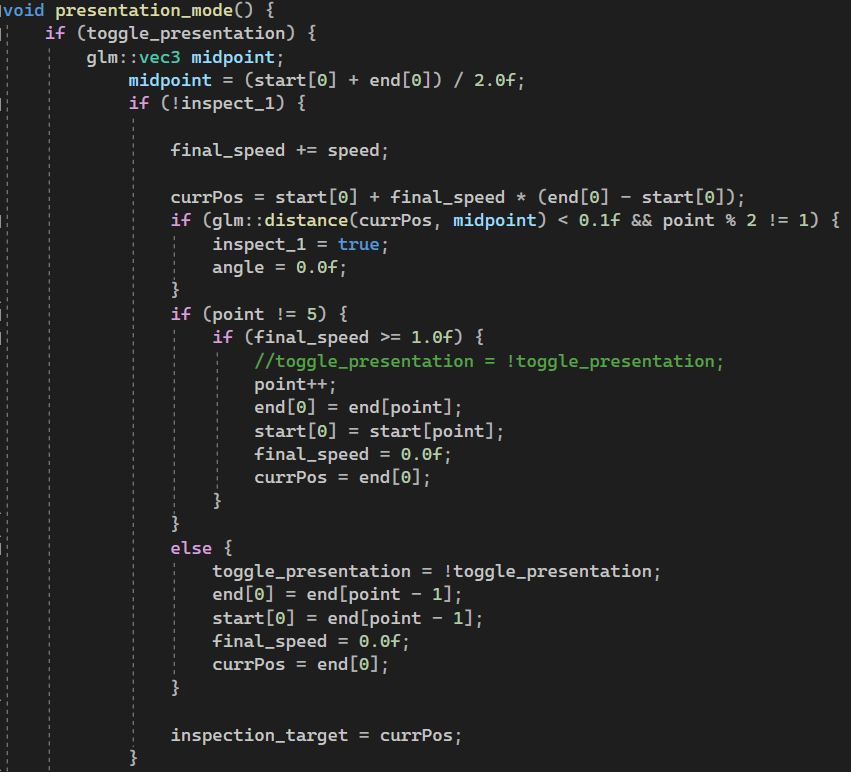 void presentation_mode() {
if (toggle_presentation) {
glm::vec3 midpoint;
midpoint = (start[0] + end[0]) / 2.0f;
if (!inspect_1) {
final_speed += speed;
currPos = start[0] + final_speed * (end[0] - start[0]);
if (glm::distance(currPos, midpoint) < 0.1f && point % 2 != 1) {
inspect_1 = true;
angle = 0.0f;
}
if (point != 5) {
if (final_speed >= 1.0f) {
//toggle_presentation = !toggle_presentation;
point++;
end[0] = end[point];
start[0] = start[point];
final_speed = 0.0f;
currPos = end[0];
}
}
else {
toggle_presentation = !toggle_presentation;
end[0] = end[point - 1];
start[0] = end[point - 1];
final_speed = 0.0f;
currPos = end[0];
}
inspection_target = currPos;
}